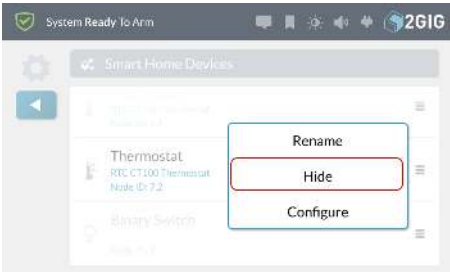 System Ready To Arm
2GIG
Smart Home Devices
Thermostat
RTC CT100 Thermostat
Node ID: 7.2
Rename
Hide
Configure
Binary Switch